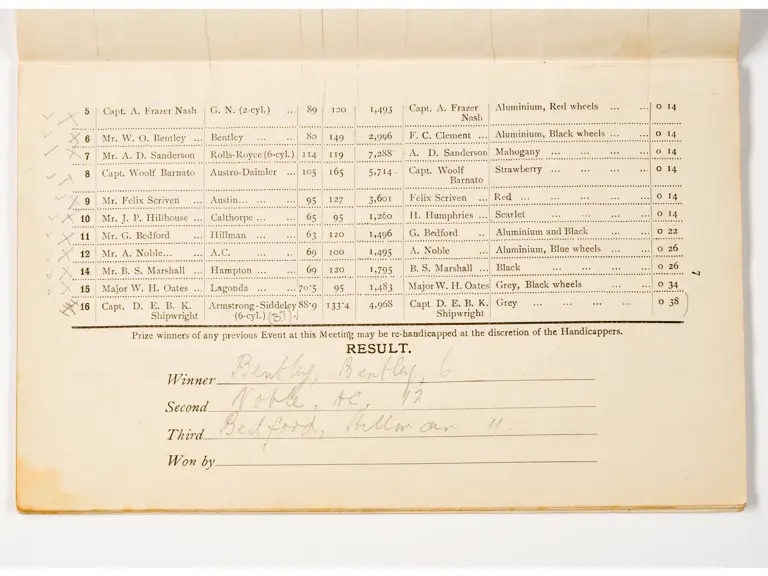 5 Capt. A. Frazer Nash G. N. (2-cyl.) ... 89 120 1,493 Capt. A. Frazer Nash Aluminium, Red wheels ... ... 0 14
6 Mr. W. O. Bentley ... Bentley ... ... 80 149 2,996 F. C. Clement ... Aluminium, Black wheels ... ... 0 14
7 Mr. A. D. Sanderson Rolls-Royce (6-cyl.) 114 119 7,288 A. D. Sanderson Mahogany ... ... ... 0 14
8 Capt. Woolf Barnato Austro-Daimler ... 105 165 5,714 Capt. Woolf Barnato Strawberry ... ... ... 0 14
9 Mr. Felix Scriven ... Austin... ... ... 95 127 3,601 Felix Scriven ... Red ... ... ... ... 0 14
10 Mr. J. P. Hillhouse ... Calthorpe ... ... 65 95 1,260 H. Humphries ... Scarlet ... ... ... 0 14
11 Mr. G. Bedford ... Hillman ... ... 63 120 1,496 G. Bedford .. Aluminium and Black ... ... 0 22
12 Mr. A. Noble... ... A.C. ... ... 69 100 1,495 A. Noble ... Aluminium, Blue wheels ... ... 0 26
14 Mr. B. S. Marshall ... Hampton ... ... 69 120 1,795 B. S. Marshall ... Black ... ... ... ... 0 26
7
15 Major W. H. Oates ... Lagonda ... ... 70·5 95 1,483 Major W. H. Oates Grey, Black wheels ... ... 0 34
16 Capt. D. E. B. K. Shipwright Armstrong-Siddeley (6-cyl.) 88·9 133·4 4,968 Capt D. E. B. K. Shipwright Grey ... ... ... ... 0 38
Prize winners of any previous Event at this Meeting may be re-handicapped at the discretion of the Handicappers.
RESULT.
Winner Bently, Bentley, 6
Second Noble, AC, 12
Third Bedford, Hillman 11.
Won by